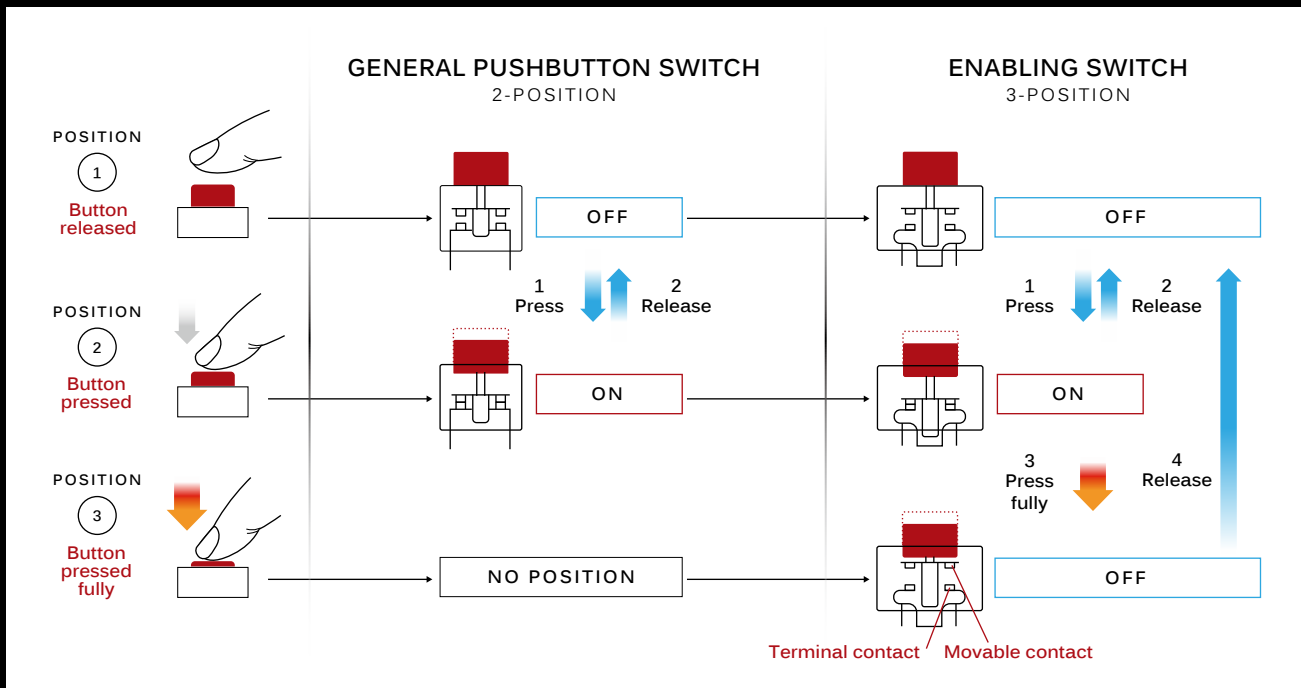 GENERAL PUSHBUTTON SWITCH
2-POSITION
ENABLING SWITCH
3-POSITION
POSITION
1
Button
released
OFF
OFF
1
Press
2
Release
1
Press
2
Release
POSITION
2
Button
pressed
ON
ON
3
Press
fully
4
Release
POSITION
3
Button
pressed
fully
NO POSITION
OFF
Terminal contact
Movable contact